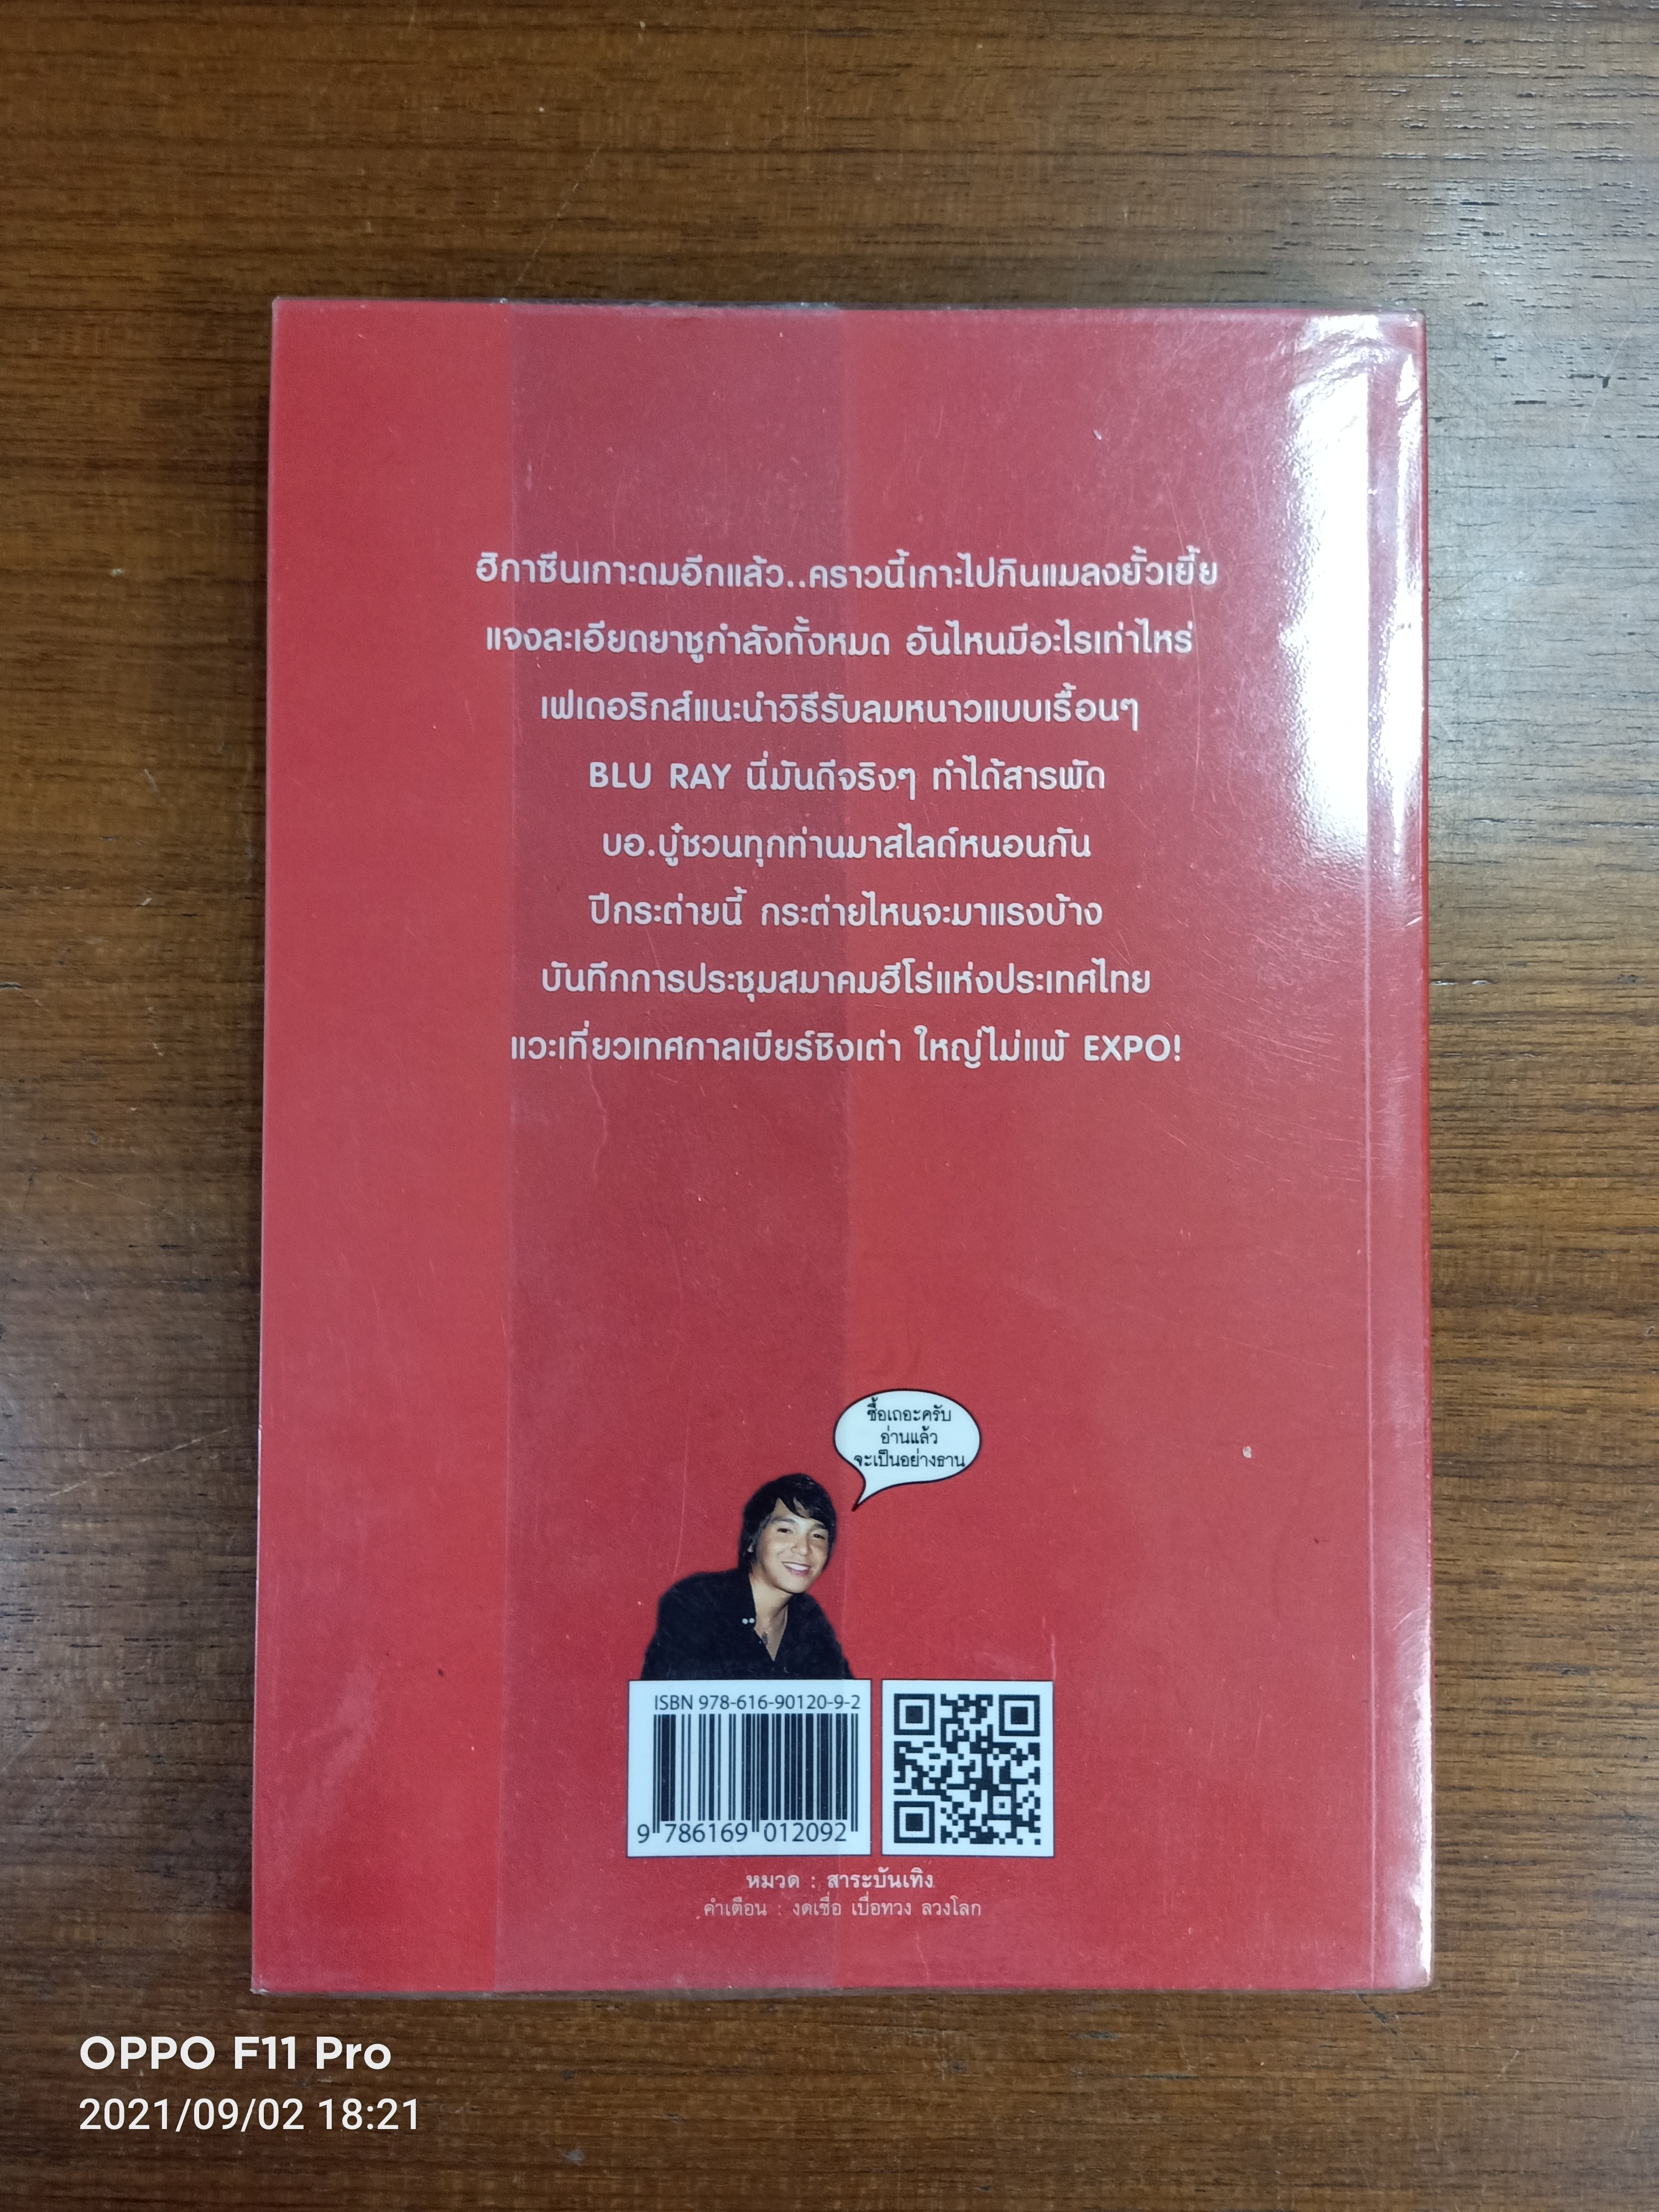 ฮิกาซีนเกาะถมอีกแล้ว..คราวนี้เกาะไปกินแมลงยั้วเยี้ย
แจงละเอียดยาชูกำลังทั้งหมด อันไหนมีอะไรเท่าไหร่
เฟเดอริกส์แนะนำวิธีรับลมหนาวแบบเรื้อนๆ
BLU RAY นี่มันดีจริงๆ ทำได้สารพัด
บอ.บู๋ชวนทุกท่านมาสไลด์หนอนกัน
ปีกระต่ายนี้ กระต่ายไหนจะมาแรงบ้าง
บันทึกการประชุมสมาคมฮีโร่แห่งประเทศไทย
แวะเที่ยวเทศกาลเบียร์ชิงเต่า ใหญ่ไม่แพ้ EXPO!
ซื้อเถอะครับ
อ่านแล้ว
จะเป็นอย่างธาน
ISBN 978-616-90120-9-2
9 786169 012092
หมวด : สาระบันเทิง
คำเตือน : งดเชื่อ เบื่อทวง ลวงโลก
OPPO F11 Pro
2021/09/02 18:21